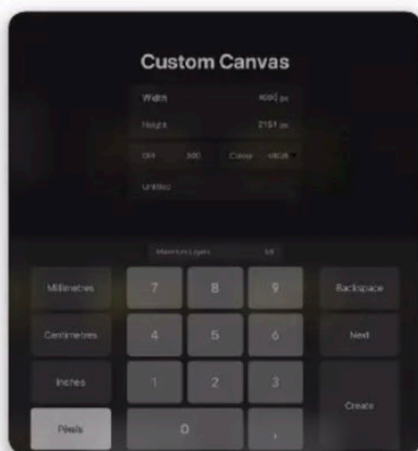 Custom Canvas
Width px
Height px
DPI 300 Colour
Untitled
Maximum Layers
Millimetres 7 8 9 Backspace
Centimetres 4 5 6 Next
Inches 1 2 3
Pixels 0 , Create